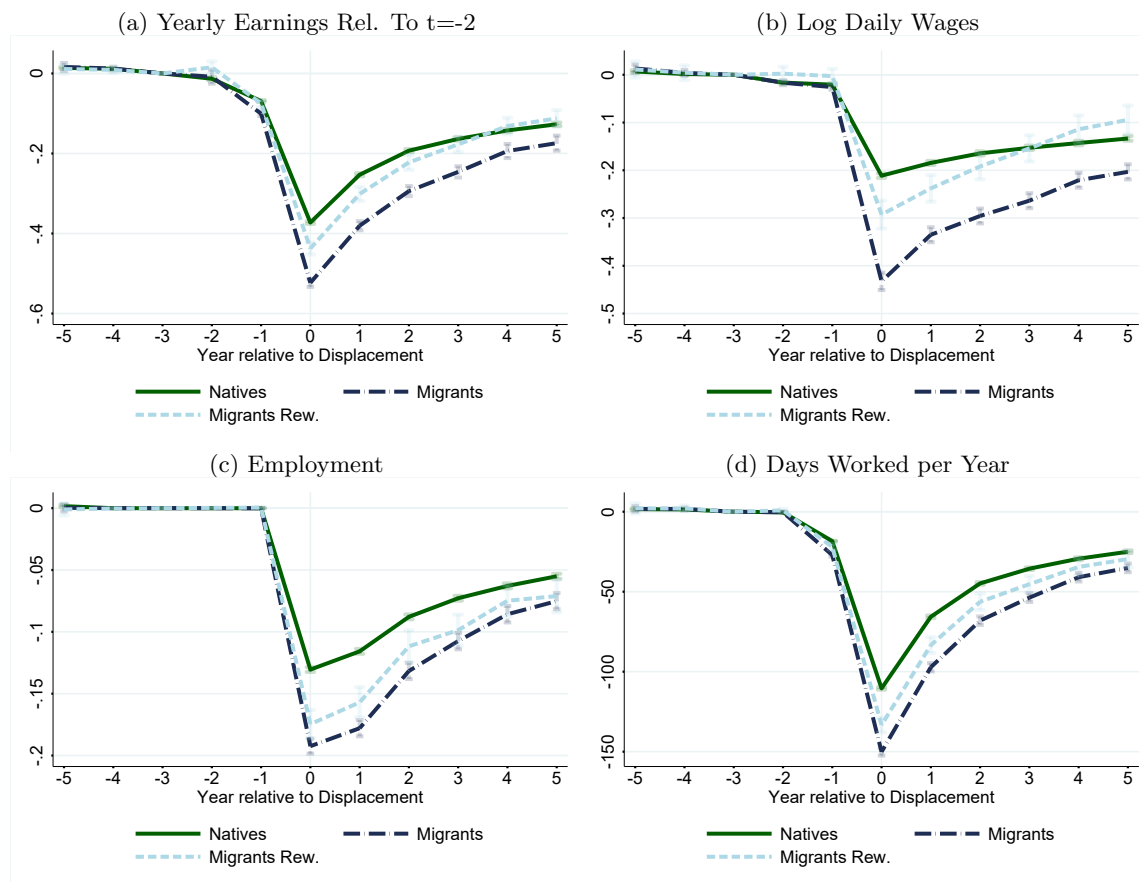 (a) Yearly Earnings Rel. To t=-2
0
-.2
-.4
-.6
-5 -4 -3 -2 -1 0 1 2 3 4 5
Year relative to Displacement
Natives Migrants
Migrants Rew.
(b) Log Daily Wages
0
-.1
-.2
-.3
-.4
-.5
-5 -4 -3 -2 -1 0 1 2 3 4 5
Year relative to Displacement
Natives Migrants
Migrants Rew.
(c) Employment
0
-.05
-.1
-.15
-.2
-5 -4 -3 -2 -1 0 1 2 3 4 5
Year relative to Displacement
Natives Migrants
Migrants Rew.
(d) Days Worked per Year
0
-50
-100
-150
-5 -4 -3 -2 -1 0 1 2 3 4 5
Year relative to Displacement
Natives Migrants
Migrants Rew.